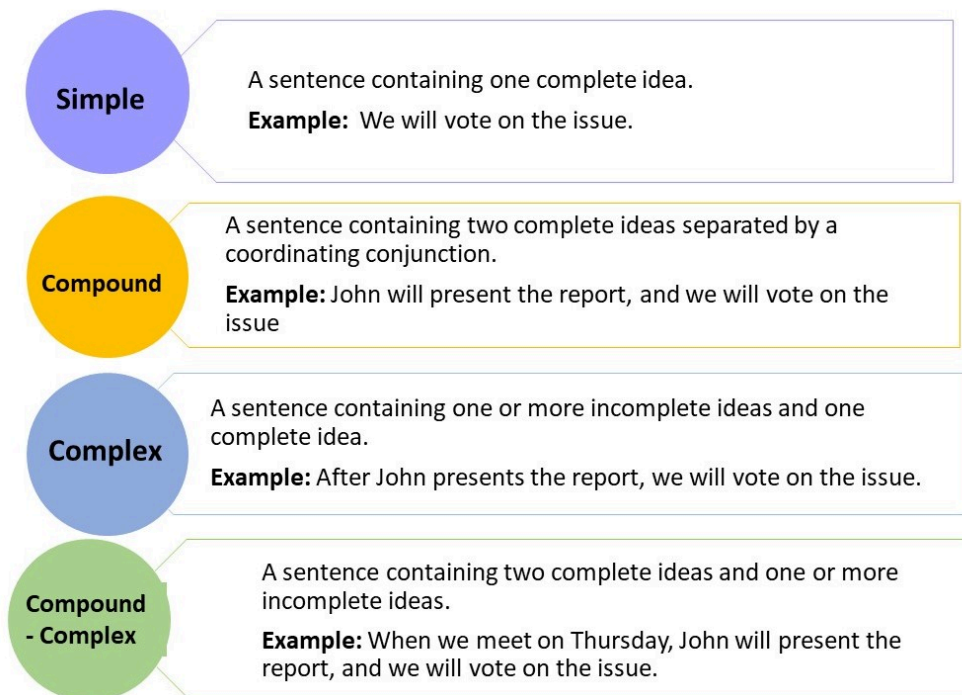 Simple
A sentence containing one complete idea.
Example: We will vote on the issue.
Compound
A sentence containing two complete ideas separated by a
coordinating conjunction.
Example: John will present the report, and we will vote on the
issue
Complex
A sentence containing one or more incomplete ideas and one
complete idea.
Example: After John presents the report, we will vote on the issue.
Compound
- Complex
A sentence containing two complete ideas and one or more
incomplete ideas.
Example: When we meet on Thursday, John will present the
report, and we will vote on the issue.